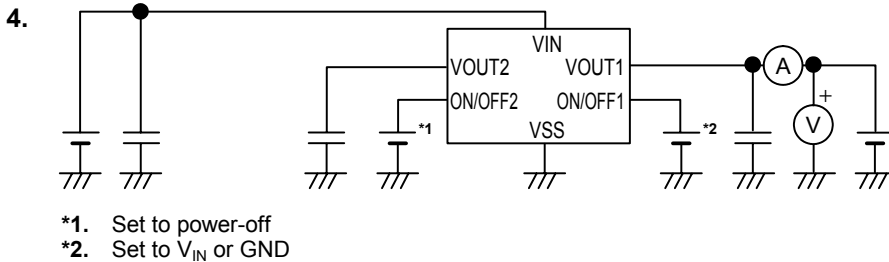 4.
VIN
VOUT2 VOUT1
A
ON/OFF2 ON/OFF1
+
*1 *2
V
VSS
*1. Set to power-off
*2. Set to VIN or GND